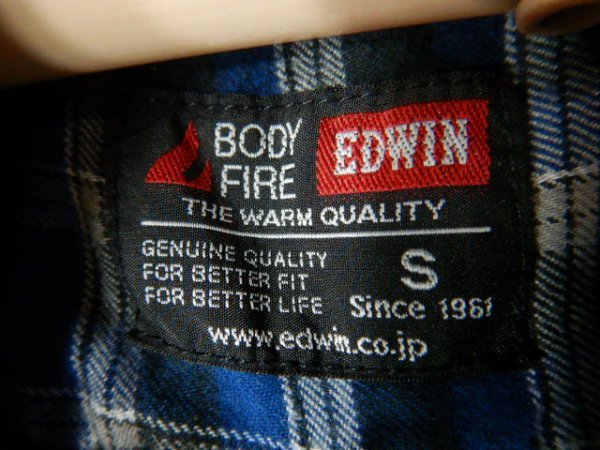 BODY FIRE
EDWIN
THE WARM QUALITY
GENUINE QUALITY
FOR BETTER FIT
FOR BETTER LIFE
S
Since 1961
www.edwin.co.jp